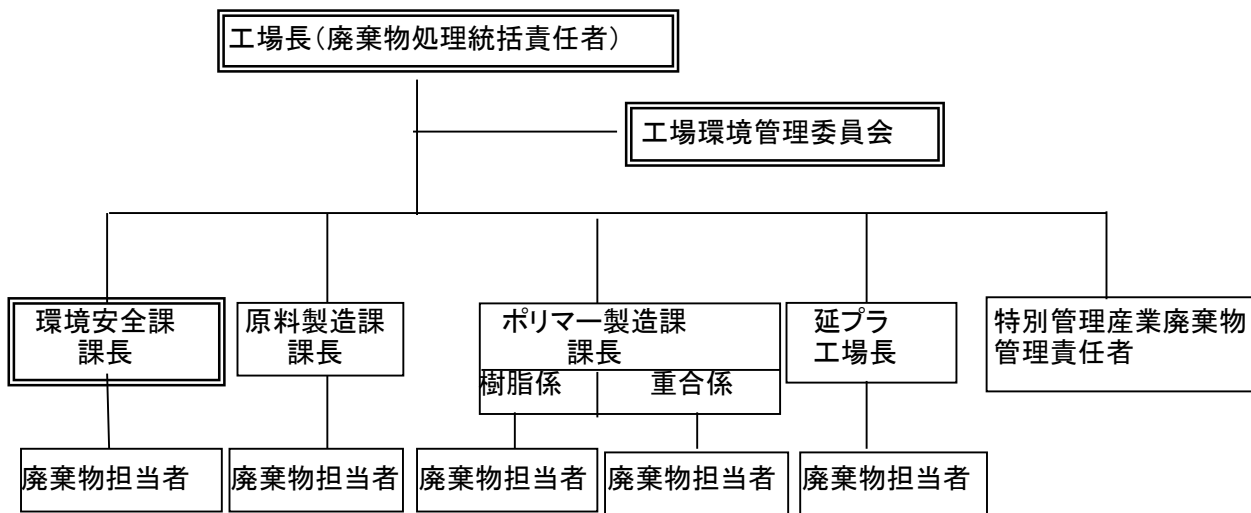 工場長（廃棄物処理統括責任者）
工場環境管理委員会
環境安全課
課長
原料製造課
課長
ポリマー製造課
課長
樹脂係
重合係
延プラ
工場長
特別管理産業廃棄物
管理責任者
廃棄物担当者
廃棄物担当者
廃棄物担当者
廃棄物担当者
廃棄物担当者